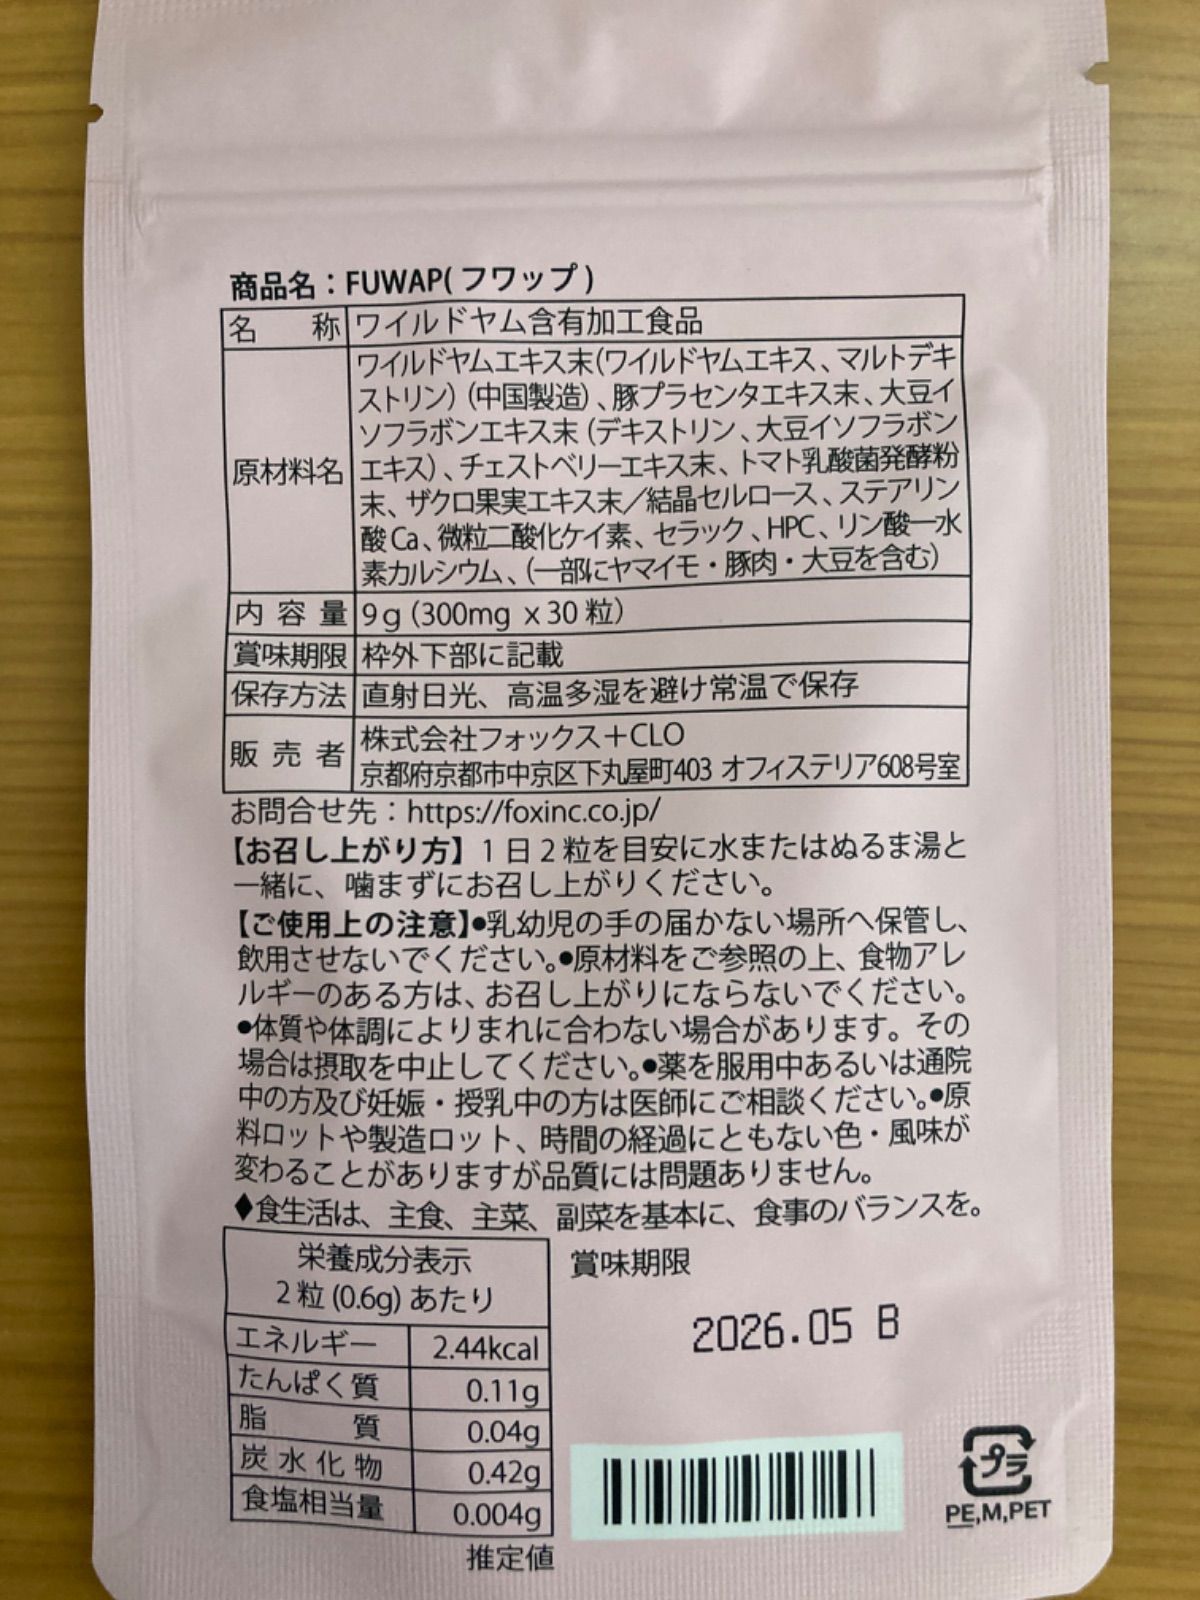 商品名：FUWAP(フワップ)
名　称 ワイルドヤム含有加工食品
原材料名 ワイルドヤムエキス末(ワイルドヤムエキス、マルトデキ
ストリン)(中国製造)、豚プラセンタエキス末、大豆イ
ソフラボンエキス末(デキストリン、大豆イソフラボン
エキス)、チェストベリーエキス末、トマト乳酸菌発酵粉
末、ザクロ果実エキス末／結晶セルロース、ステアリン
酸Ca、微粒二酸化ケイ素、セラック、HPC、リン酸一水
素カルシウム、(一部にヤマイモ・豚肉・大豆を含む)
内容量 9g(300mg x 30粒)
賞味期限 枠外下部に記載
保存方法 直射日光、高温多湿を避け常温で保存
販売者 株式会社フォックス＋CLO
京都府京都市中京区下丸屋町403 オフィステリア608号室
お問合せ先：https://foxinc.co.jp/
【お召し上がり方】1日2粒を目安に水またはぬるま湯と
一緒に、噛まずにお召し上がりください。
【ご使用上の注意】●乳幼児の手の届かない場所へ保管し、
飲用させないでください。●原材料をご参照の上、食物アレ
ルギーのある方は、お召し上がりにならないでください。
●体質や体調によりまれに合わない場合があります。その
場合は摂取を中止してください。●薬を服用中あるいは通院
中の方及び妊娠・授乳中の方は医師にご相談ください。●原
料ロットや製造ロット、時間の経過にともない色・風味が
変わることがありますが品質には問題ありません。
◆食生活は、主食、主菜、副菜を基本に、食事のバランスを。
栄養成分表示
2粒(0.6g)あたり
エネルギー 2.44kcal
たんぱく質 0.11g
脂質 0.04g
炭水化物 0.42g
食塩相当量 0.004g
推定値
賞味期限
2026.05 B
プラ
PE,M,PET